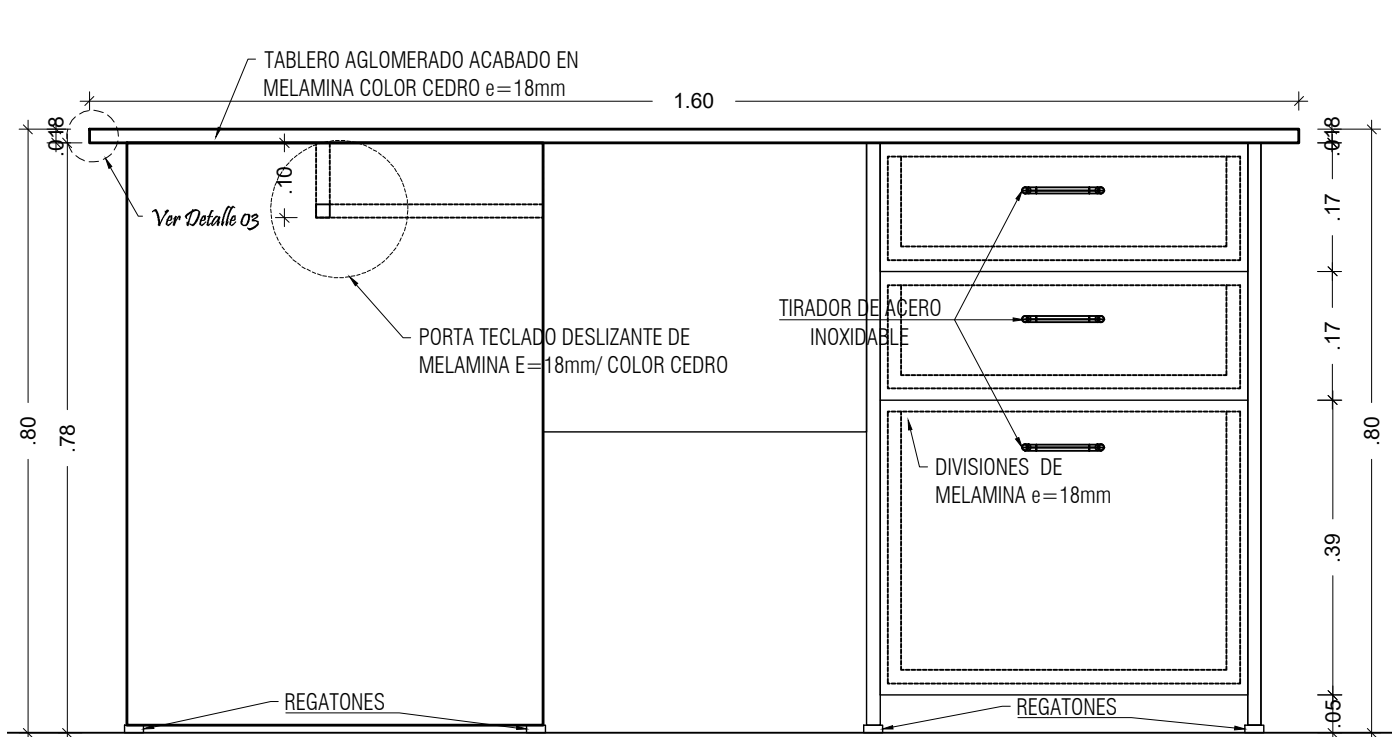 TABLERO AGLOMERADO ACABADO EN
MELAMINA COLOR CEDRO e=18mm
1.60
.018
.018
.10
.17
Ver Detalle 03
TIRADOR DE ACERO
INOXIDABLE
PORTA TECLADO DESLIZANTE DE
MELAMINA E=18mm/ COLOR CEDRO
.17
.80
.78
.80
DIVISIONES DE
MELAMINA e=18mm
.39
REGATONES
REGATONES
.05